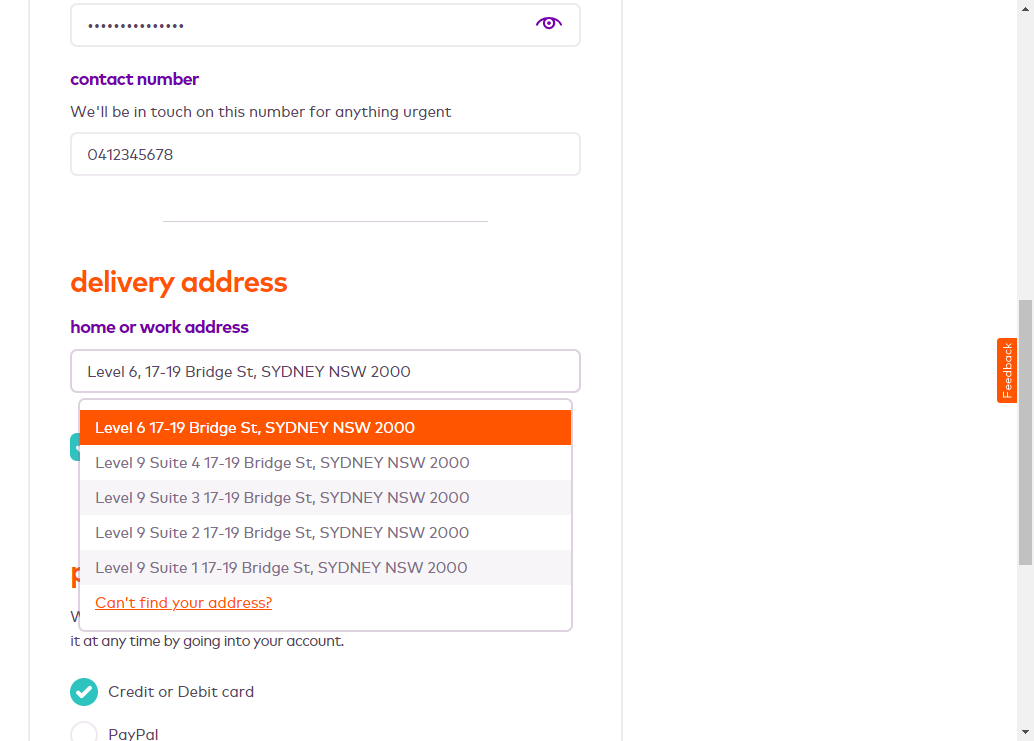 •••••••••••••••
contact number
We'll be in touch on this number for anything urgent
0412345678
delivery address
home or work address
Level 6, 17-19 Bridge St, SYDNEY NSW 2000
Level 6 17-19 Bridge St, SYDNEY NSW 2000
Level 9 Suite 4 17-19 Bridge St, SYDNEY NSW 2000
Level 9 Suite 3 17-19 Bridge St, SYDNEY NSW 2000
Level 9 Suite 2 17-19 Bridge St, SYDNEY NSW 2000
Level 9 Suite 1 17-19 Bridge St, SYDNEY NSW 2000
Can't find your address?
it at any time by going into your account.
Credit or Debit card
PayPal
Feedback